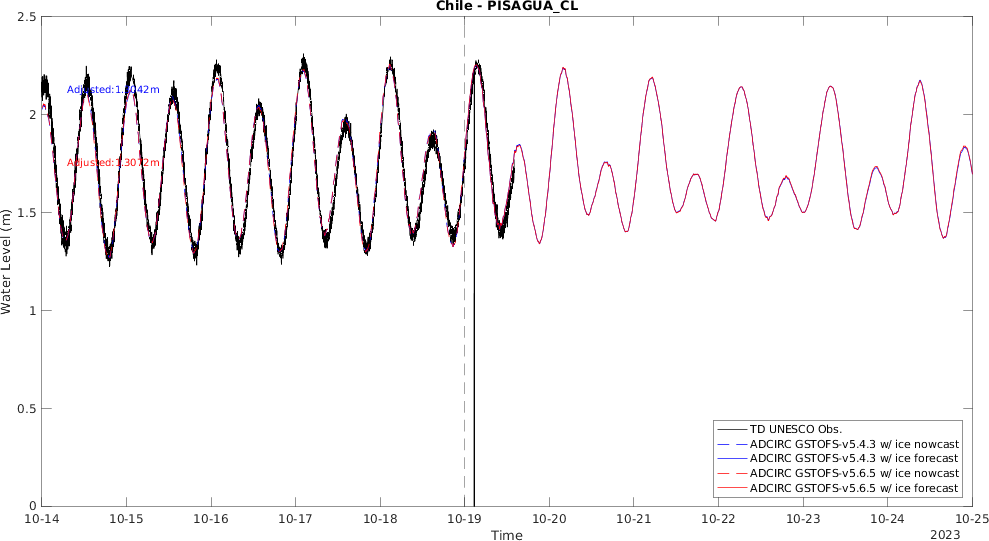 Chile - PISAGUA_CL
2.5
2
1.5
1
0.5
0
Water Level (m)
Adjusted:1.3072m
TD UNESCO Obs.
ADCIRC GSTOFS-v5.4.3 w/ ice nowcast
ADCIRC GSTOFS-v5.4.3 w/ ice forecast
ADCIRC GSTOFS-v5.6.5 w/ ice nowcast
ADCIRC GSTOFS-v5.6.5 w/ ice forecast
10-14 10-15 10-16 10-17 10-18 10-19 10-20 10-21 10-22 10-23 10-24 10-25
Time
2023